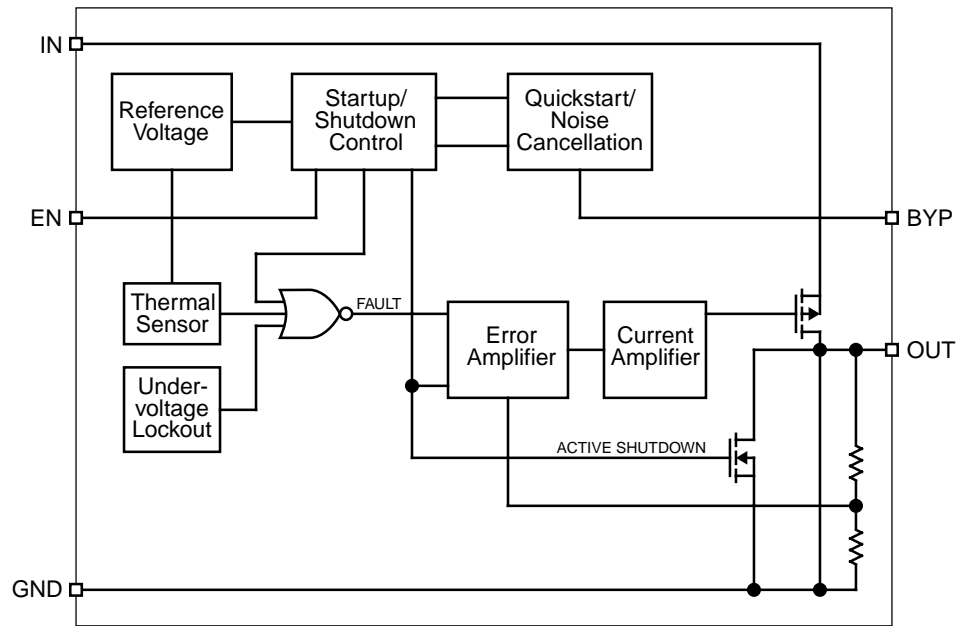 IN
Reference
Voltage
Startup/
Shutdown
Control
Quickstart/
Noise
Cancellation
EN
BYP
Thermal
Sensor
FAULT
Error
Amplifier
Current
Amplifier
OUT
Under-
voltage
Lockout
ACTIVE SHUTDOWN
GND